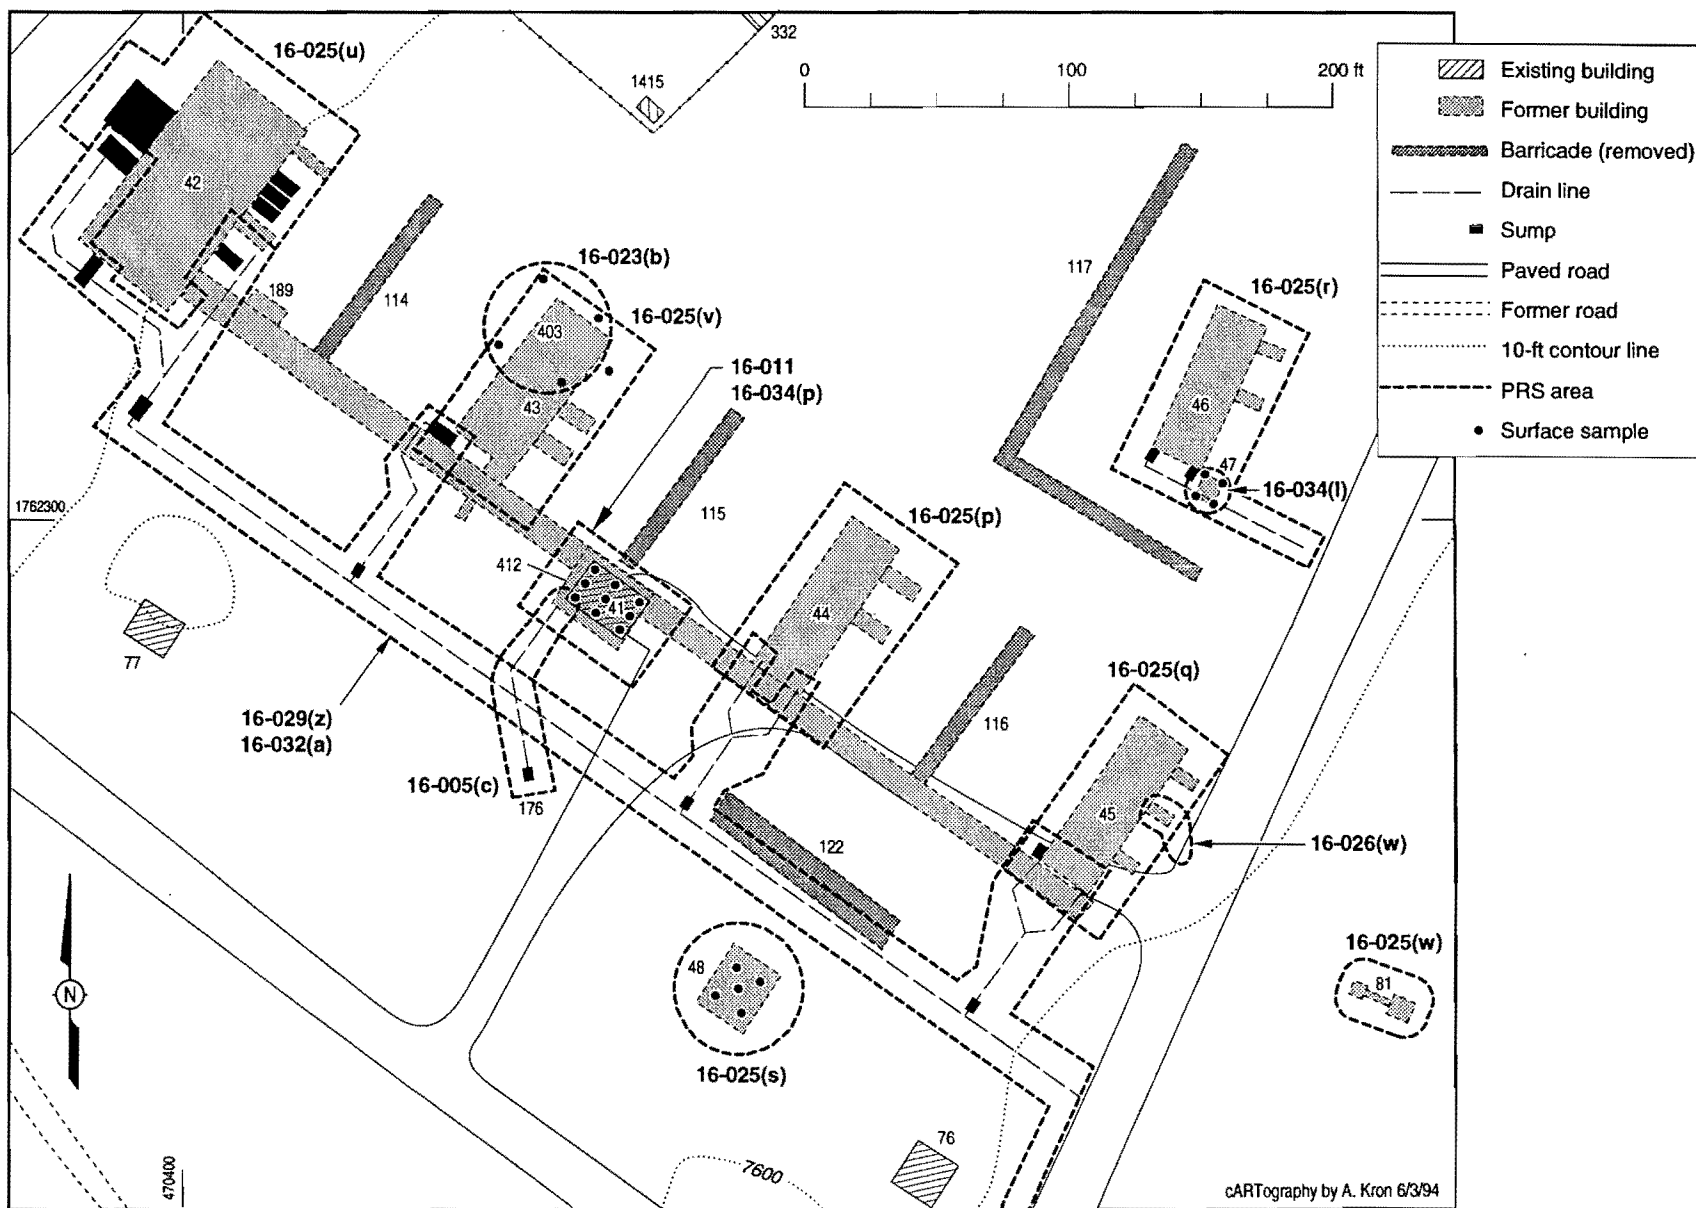 332
16-025(u)
1415
0 100 200 ft
Existing building
Former building
Barricade (removed)
Drain line
Sump
Paved road
Former road
10-ft contour line
PRS area
Surface sample
42
189
114
16-023(b)
403
16-025(v)
43
16-011
16-034(p)
117
16-025(r)
46
47
16-034(l)
1762300
115
412
41
16-025(p)
44
77
16-029(z)
16-032(a)
16-005(c)
176
116
16-025(q)
45
122
16-026(w)
48
16-025(s)
16-025(w)
81
N
76
7600
470400
cARTography by A. Kron 6/3/94